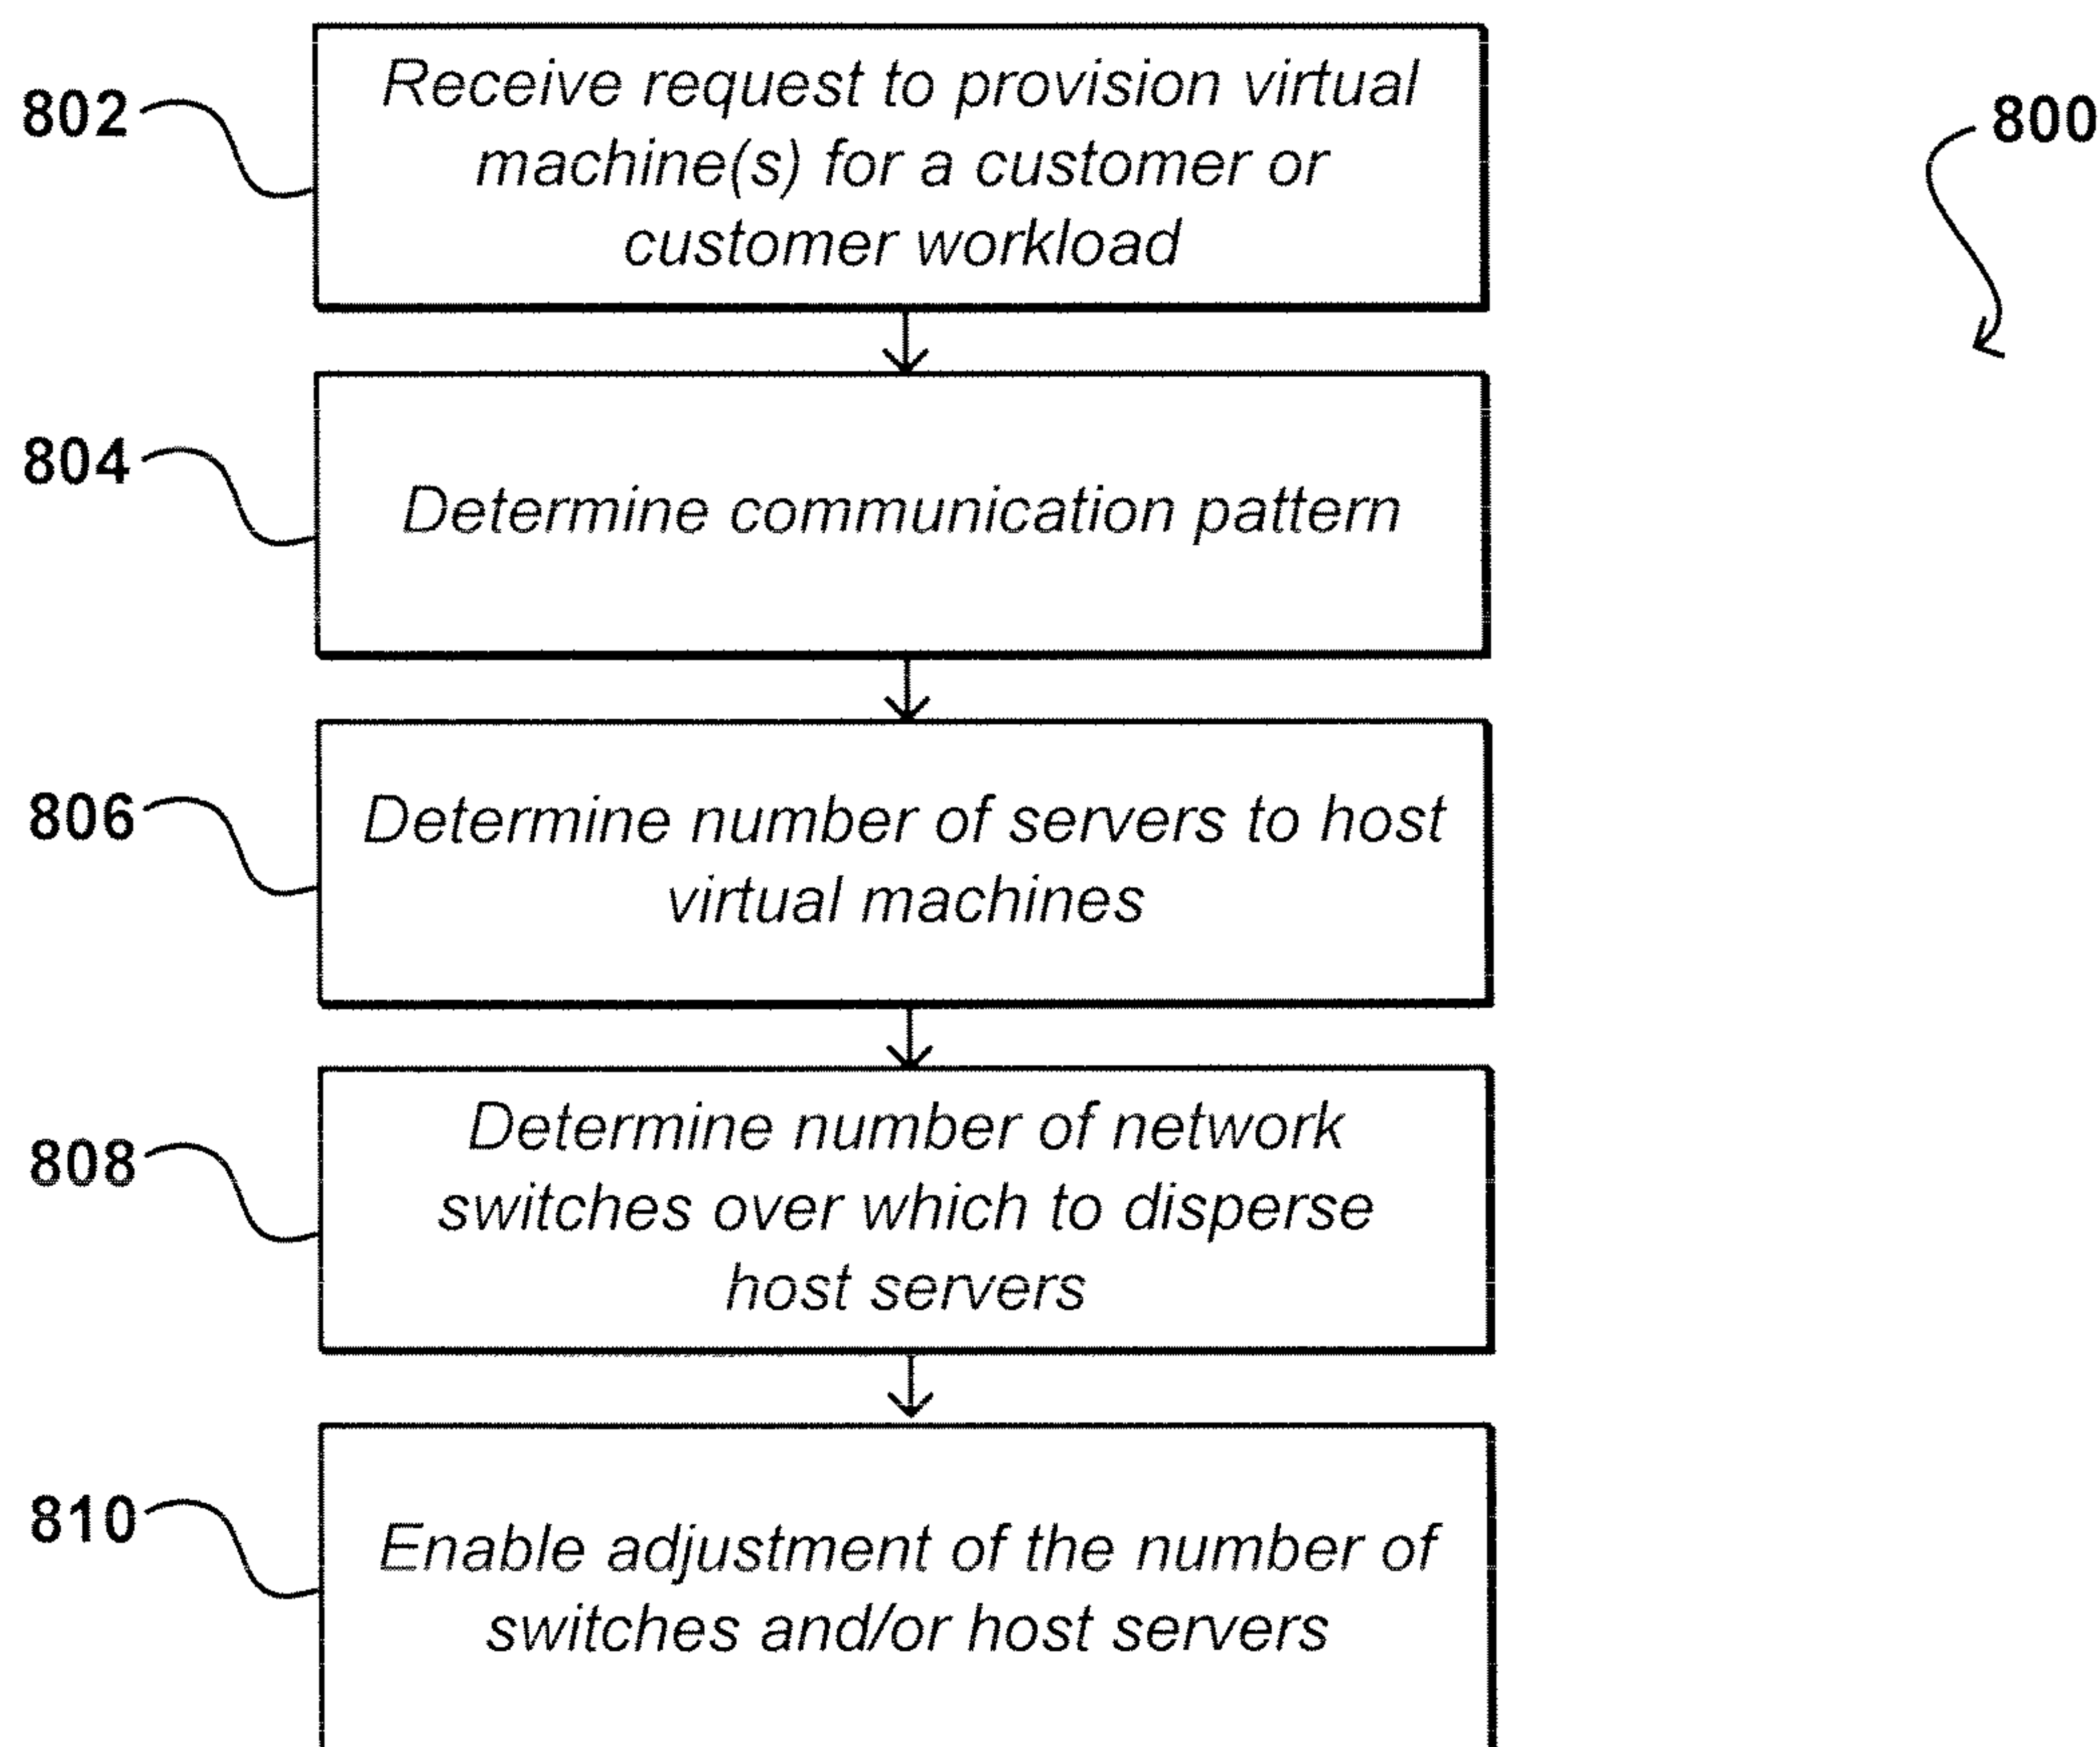 802
Receive request to provision virtual
machine(s) for a customer or
customer workload
800
804
Determine communication pattern
806
Determine number of servers to host
virtual machines
808
Determine number of network
switches over which to disperse
host servers
810
Enable adjustment of the number of
switches and/or host servers